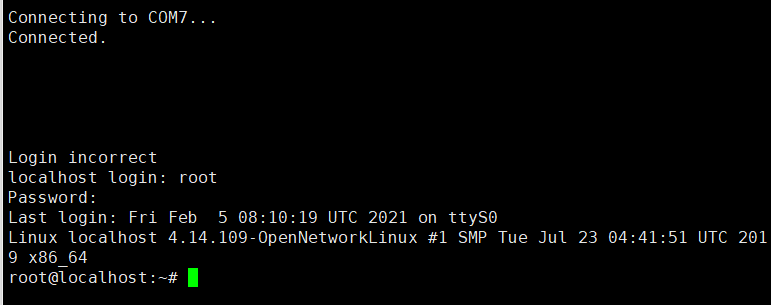 Connecting to COM7...
Connected.
Login incorrect
localhost login: root
Password:
Last login: Fri Feb  5 08:10:19 UTC 2021 on ttyS0
Linux localhost 4.14.109-OpenNetworkLinux #1 SMP Tue Jul 23 04:41:51 UTC 201
9 x86_64
root@localhost:~#